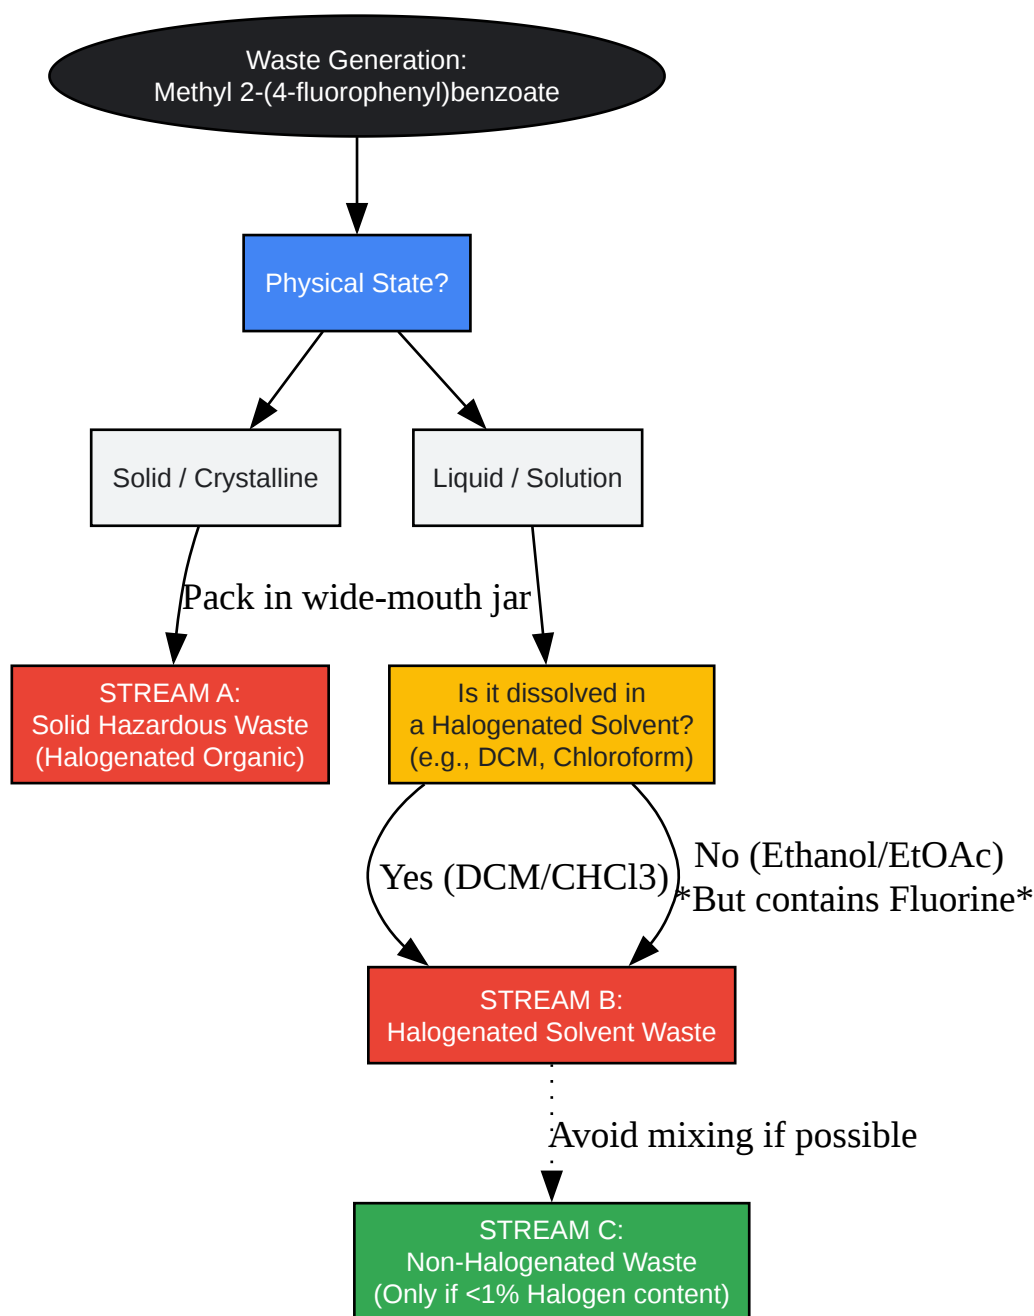 Waste Generation:
Methyl 2-(4-fluorophenyl)benzoate
Physical State?
Solid / Crystalline
Liquid / Solution
Pack in wide-mouth jar
STREAM A:
Solid Hazardous Waste
(Halogenated Organic)
Is it dissolved in
a Halogenated Solvent?
(e.g., DCM, Chloroform)
Yes (DCM/CHCl3)
No (Ethanol/EtOAc)
*But contains Fluorine*
STREAM B:
Halogenated Solvent Waste
Avoid mixing if possible
STREAM C:
Non-Halogenated Waste
(Only if <1% Halogen content)